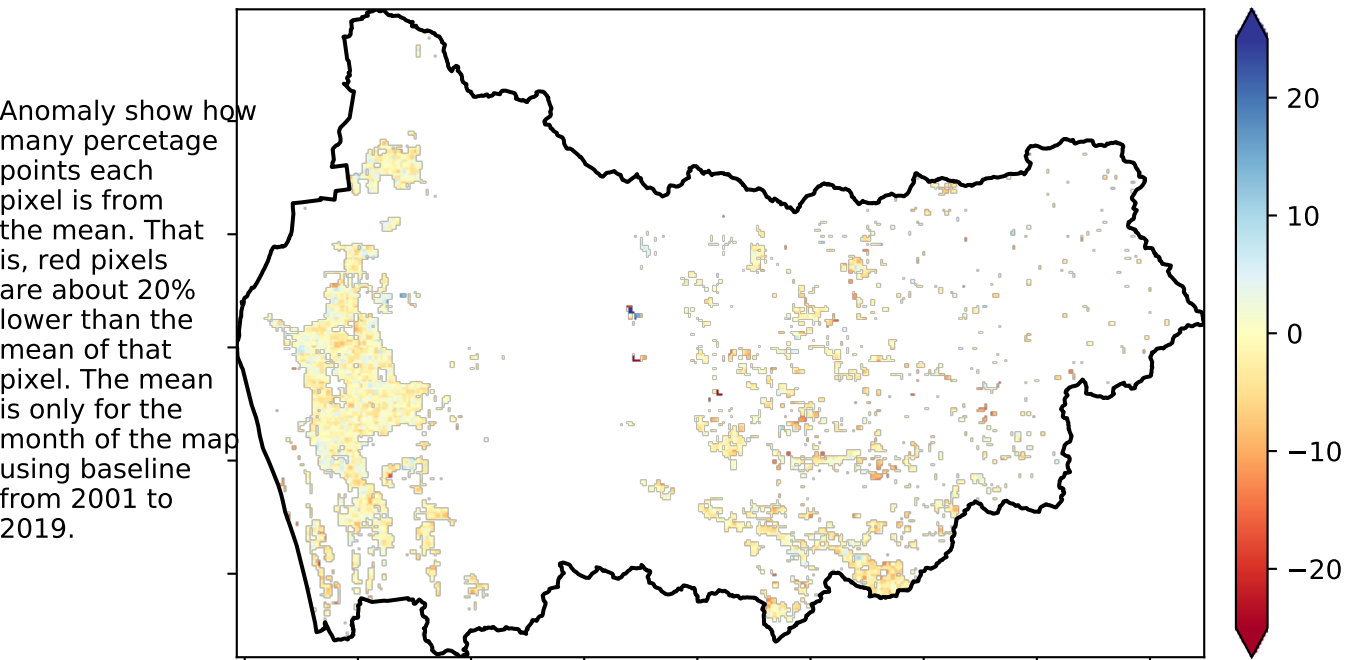 Anomaly show how
many percetage
points each
pixel is from
the mean. That
is, red pixels
are about 20%
lower than the
mean of that
pixel. The mean
is only for the
month of the map
using baseline
from 2001 to
2019.
20
10
0
−10
−20